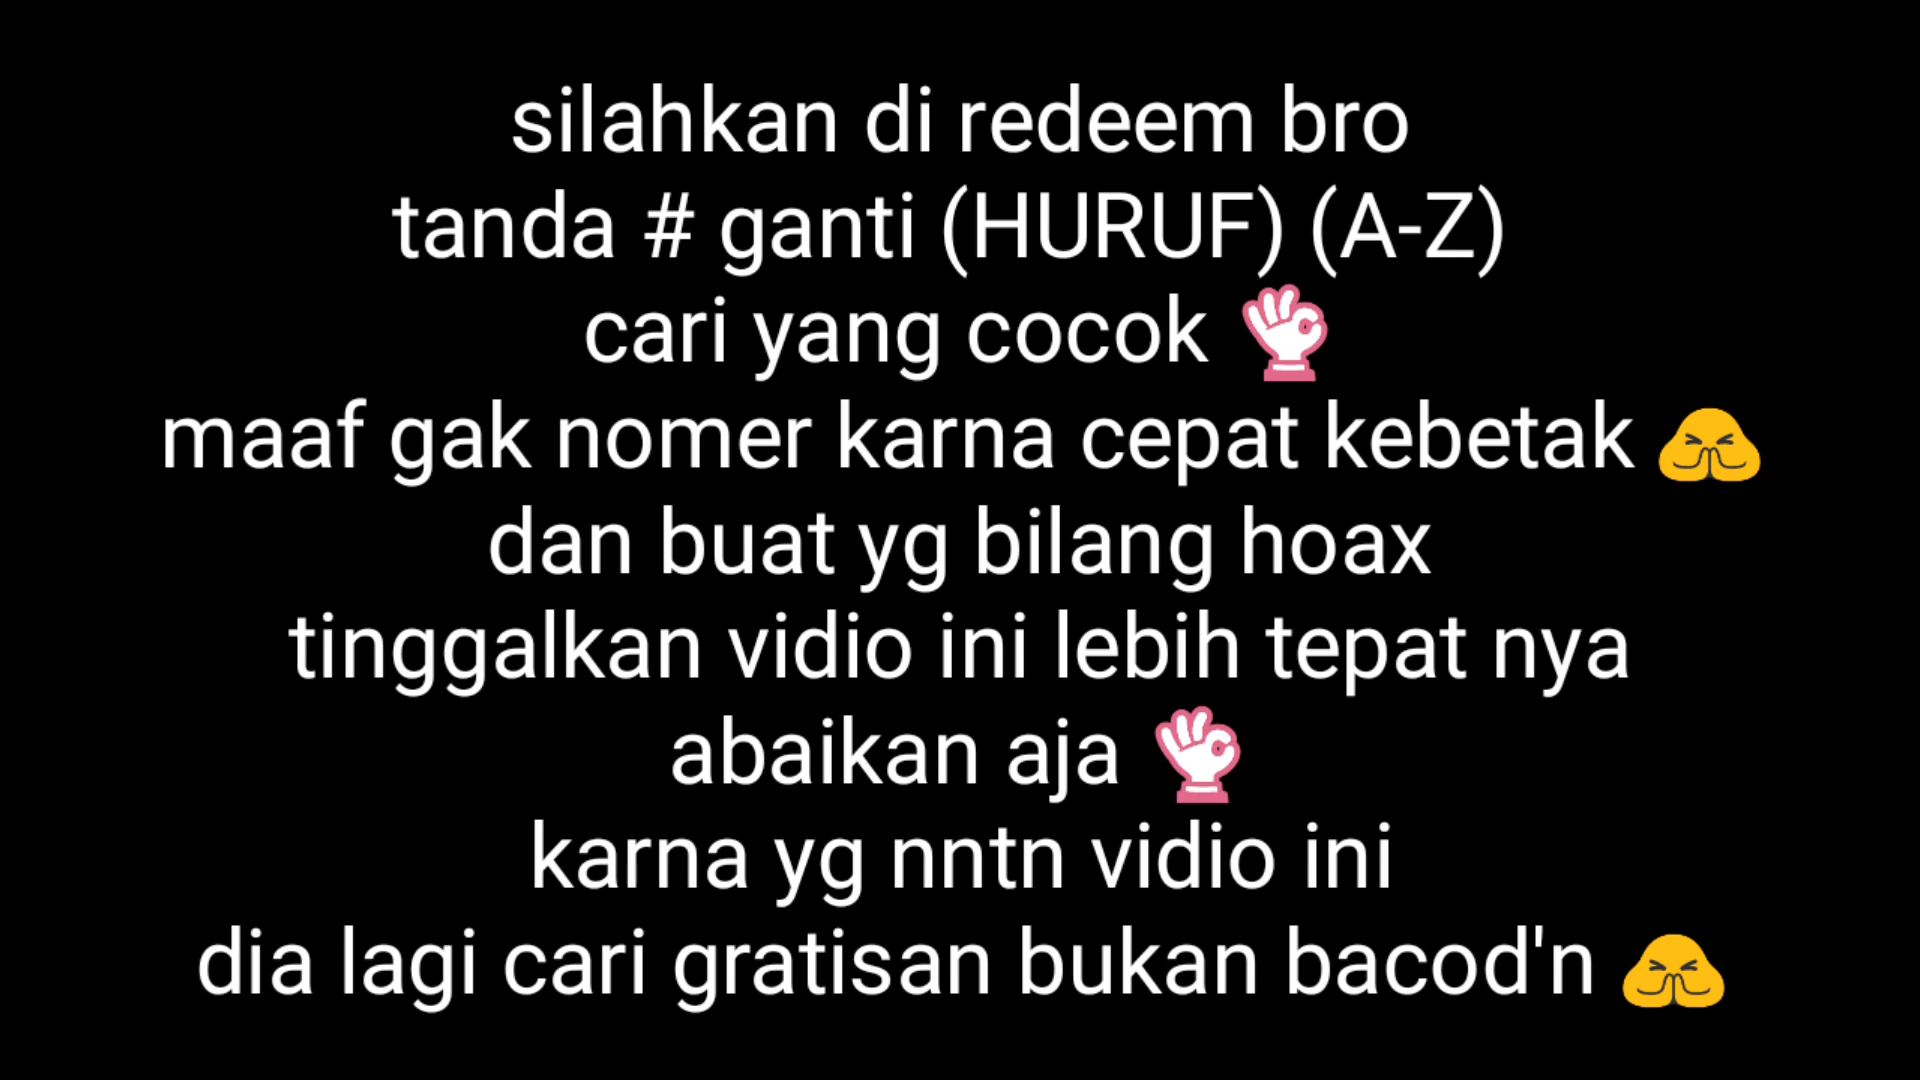 silahkan di redeem bro
tanda # ganti (HURUF) (A-Z)
cari yang cocok 👌
maaf gak nomer karna cepat kebetak 🙏
dan buat yg bilang hoax
tinggalkan vidio ini lebih tepat nya
abaikan aja 👌
karna yg nntn vidio ini
dia lagi cari gratisan bukan bacod'n 🙏